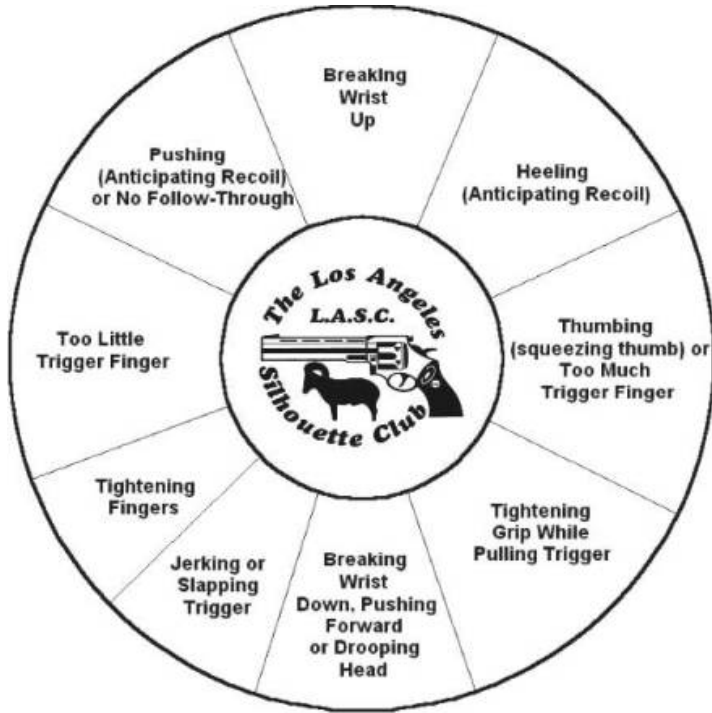 Breaking
Wrist
Up
Heeling
(Anticipating Recoil)
Thumbing
(squeezing thumb) or
Too Much
Trigger Finger
Tightening
Grip While
Pulling Trigger
Breaking
Wrist
Down, Pushing
Forward
or Drooping
Head
Jerking or
Slapping
Trigger
Tightening
Fingers
Too Little
Trigger Finger
Pushing
(Anticipating Recoil)
or No Follow-Through
The Los Angeles
L.A.S.C.
Silhouette Club